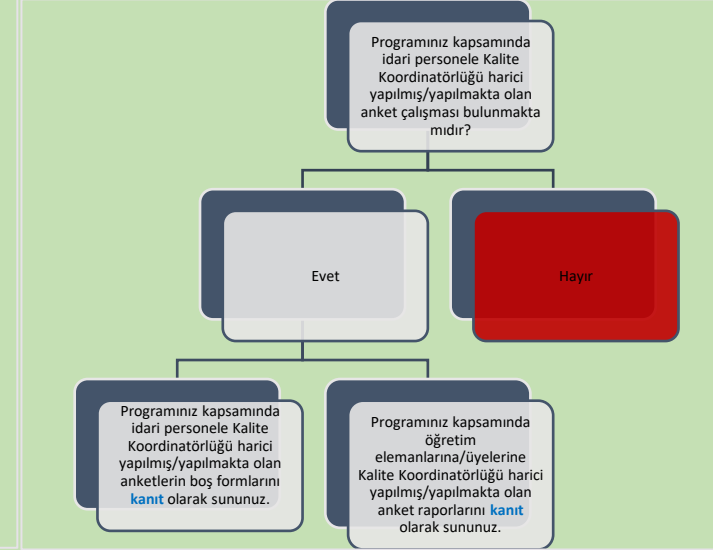 Programınız kapsamında
idari personele Kalite
Koordinatörlüğü harici
yapılmış/yapılmakta olan
anket çalışması bulunmakta
mıdır?
Evet
Hayır
Programınız kapsamında
idari personele Kalite
Koordinatörlüğü harici
yapılmış/yapılmakta olan
anketlerin boş formlarını
kanıt olarak sununuz.
Programınız kapsamında
öğretim
elemanlarına/üyelerine
Kalite Koordinatörlüğü harici
yapılmış/yapılmakta olan
anket raporlarını kanıt
olarak sununuz.